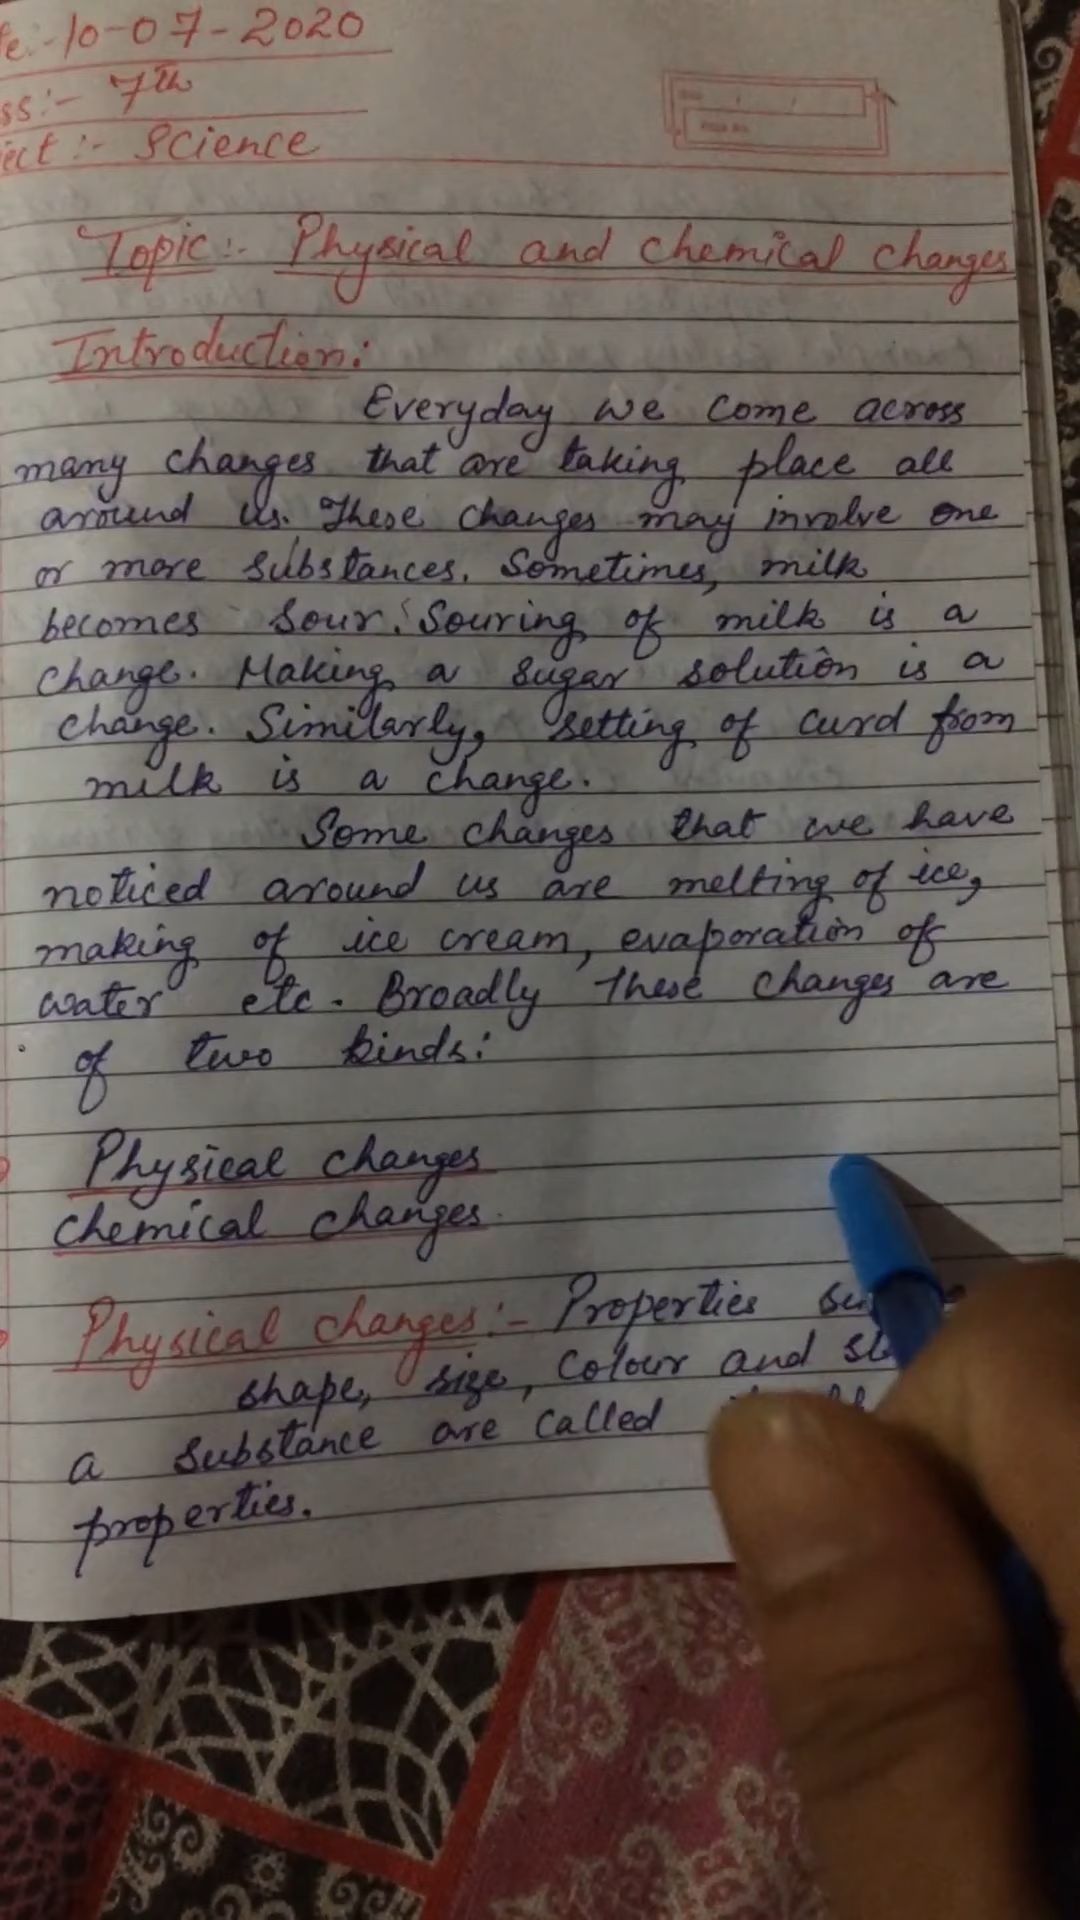 te:-10-07-2020
ss:- 7th
ect:- Science
Topic:- Physical and chemical changes
Introduction:
Everyday we come across
many changes that are taking place all
around us. These changes may involve one
or more substances. Sometimes, milk
becomes sour. Souring of milk is a
change. Making a sugar solution is a
change. Similarly, setting of curd from
milk is a change.
Some changes that we have
noticed around us are melting of ice,
making of ice cream, evaporation of
water etc. Broadly these changes are
of two kinds:
Physical changes
chemical changes.
Physical changes:- Properties
shape, size, colour and
a substance are called
properties.